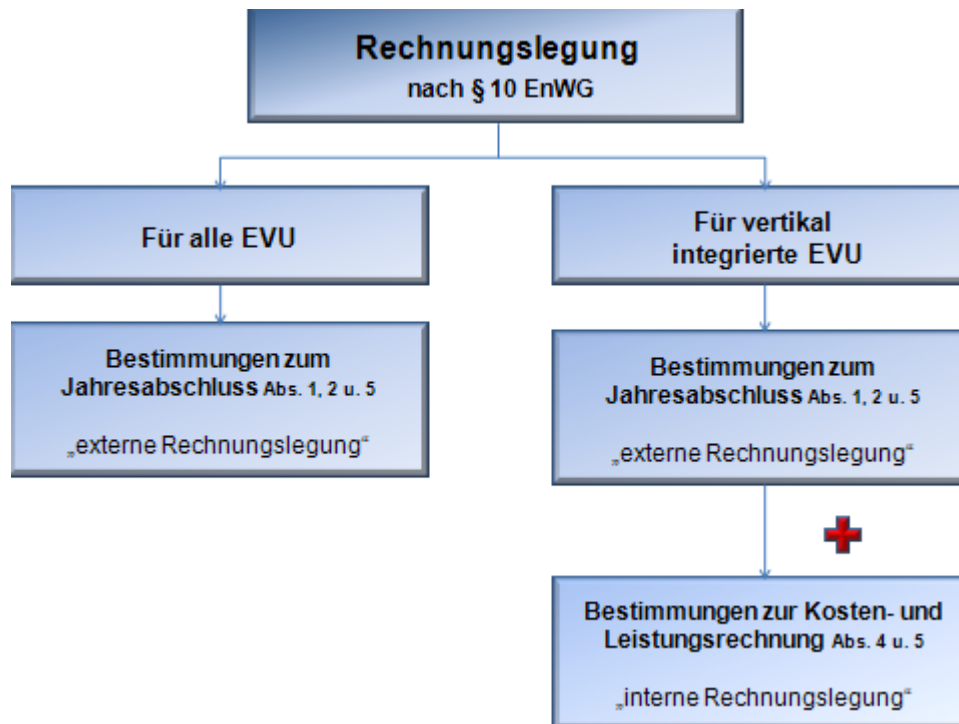 Rechnungslegung
nach § 10 EnWG
Für alle EVU
Für vertikal
integrierte EVU
Bestimmungen zum
Jahresabschluss Abs. 1, 2 u. 5
„externe Rechnungslegung“
Bestimmungen zum
Jahresabschluss Abs. 1, 2 u. 5
„externe Rechnungslegung“
Bestimmungen zur Kosten- und
Leistungsrechnung Abs. 4 u. 5
„interne Rechnungslegung“